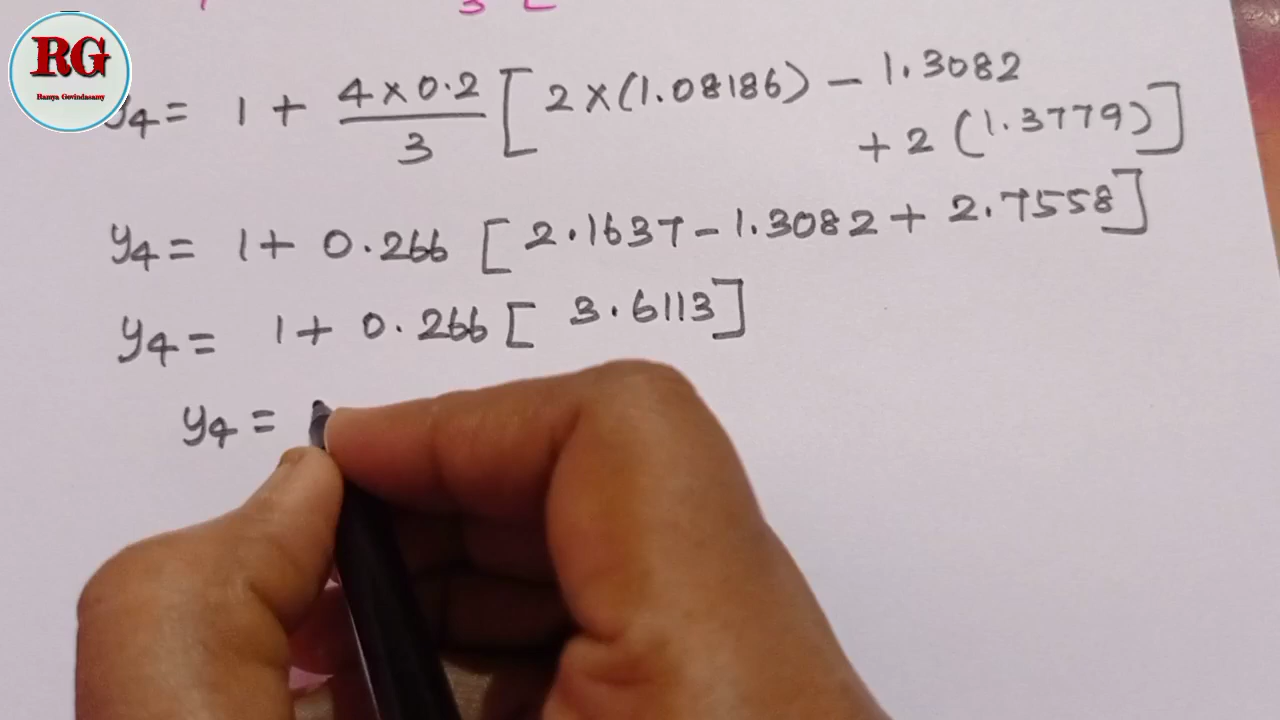 RG
Ramya Govindasamy
y4 = 1 + 4×0.2/3 [ 2×(1.08186) - 1.3082
+ 2 (1.3779) ]
y4 = 1 + 0.266 [ 2.1637 - 1.3082 + 2.7558 ]
y4 = 1 + 0.266 [ 3.6113 ]
y4 =